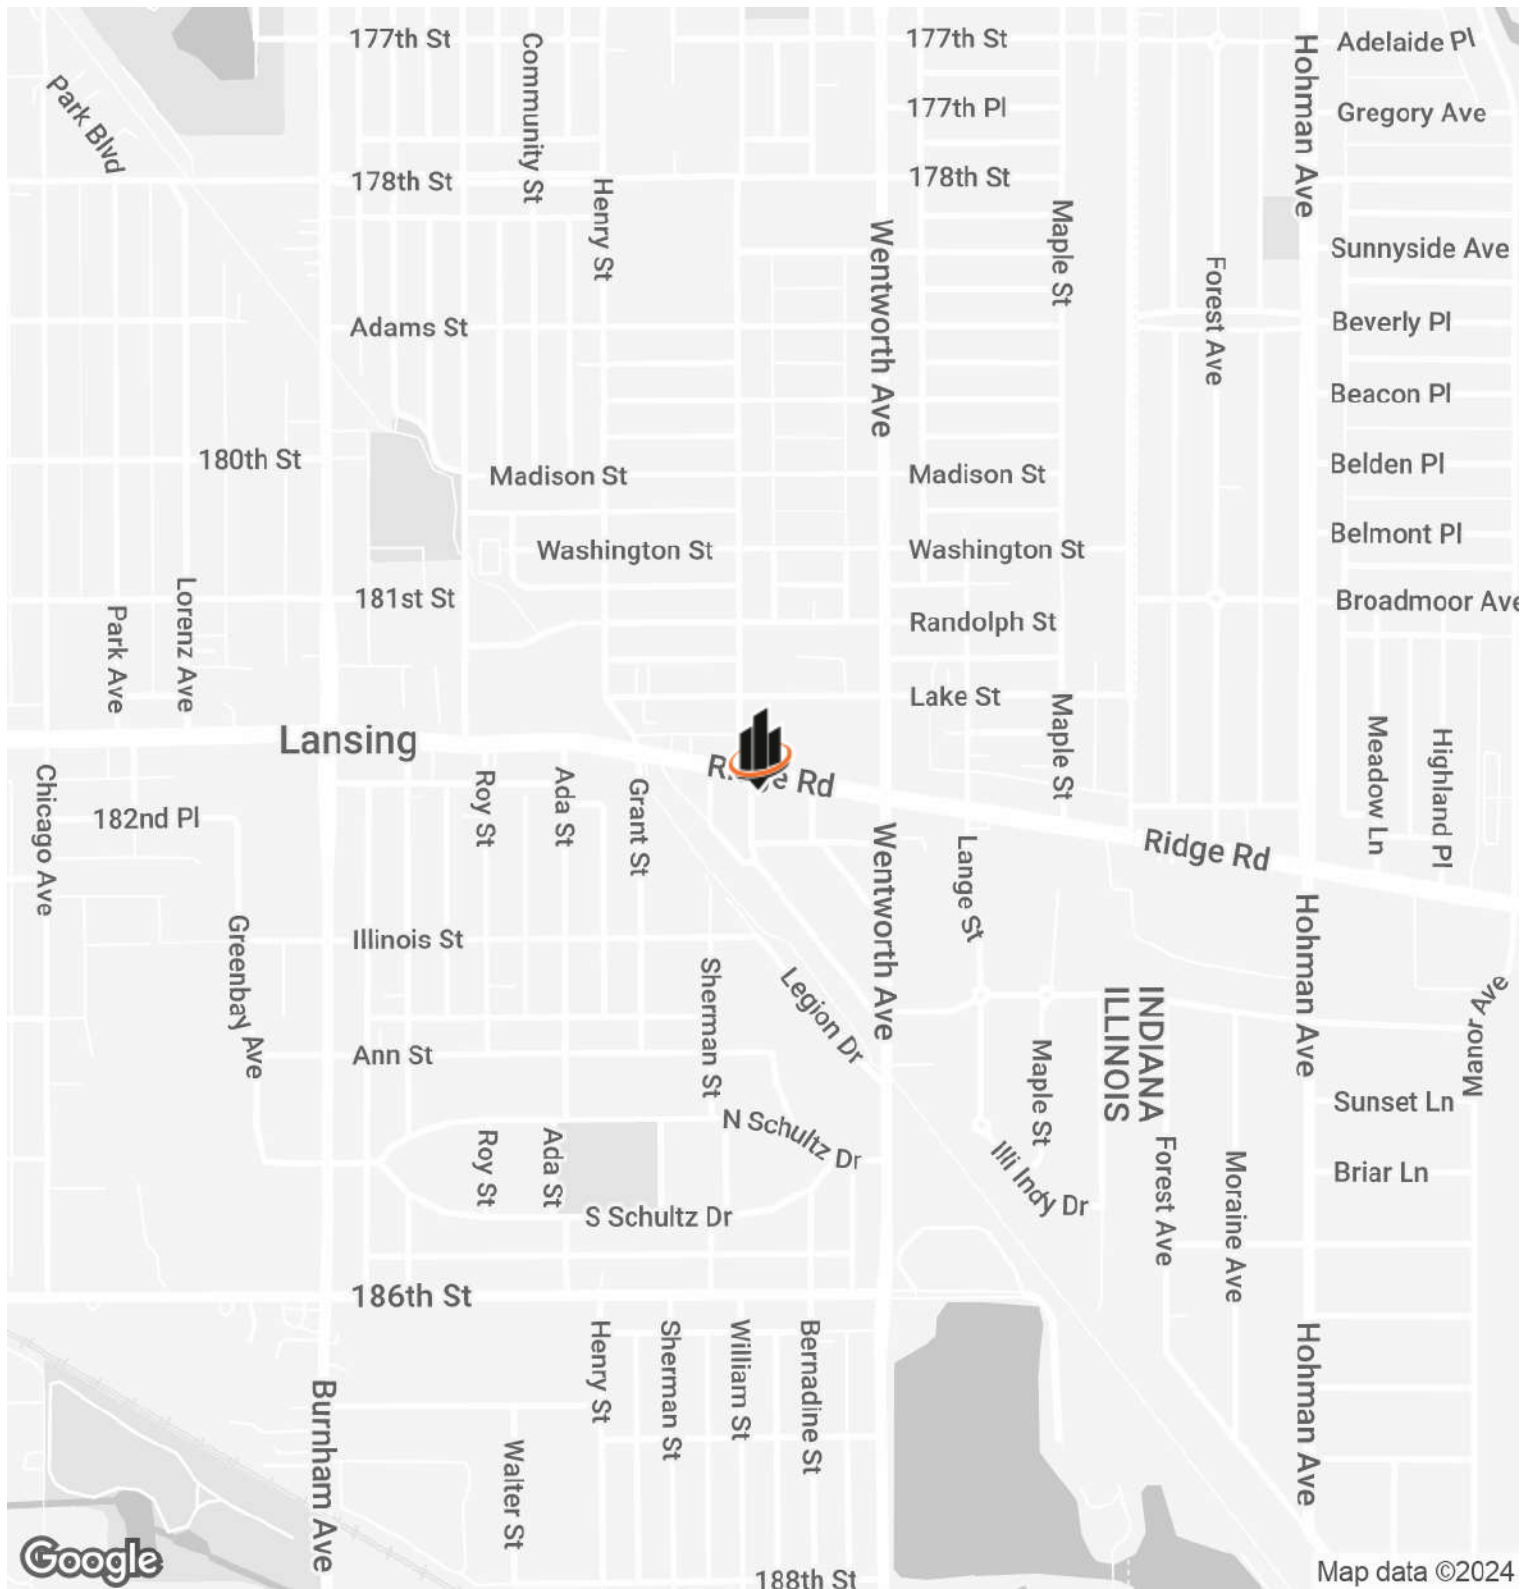 177th St
177th St
Adelaide Pl
Community St
Hohman Ave
Park Blvd
177th Pl
Gregory Ave
178th St
178th St
Henry St
Maple St
Wentworth Ave
Sunnyside Ave
Forest Ave
Adams St
Beverly Pl
Beacon Pl
180th St
Madison St
Madison St
Belden Pl
Washington St
Washington St
Belmont Pl
Lorenz Ave
181st St
Park Ave
Randolph St
Broadmoor Ave
Lake St
Maple St
Lansing
Meadow Ln
Highland Pl
Rd
Chicago Ave
182nd Pl
Roy St
Ada St
Grant St
Wentworth Ave
Lange St
Ridge Rd
Greenbay Ave
Illinois St
Hohman Ave
Sherman St
Legion Dr
INDIANA
ILLINOIS
Manor Ave
Ann St
Maple St
Sunset Ln
N Schultz Dr
Roy St
Ada St
Illi Indy Dr
Forest Ave
Moraine Ave
Briar Ln
S Schultz Dr
186th St
Henry St
Sherman St
William St
Bernadine St
Hohman Ave
Burnham Ave
Walter St
Google
188th St
Map data ©2024